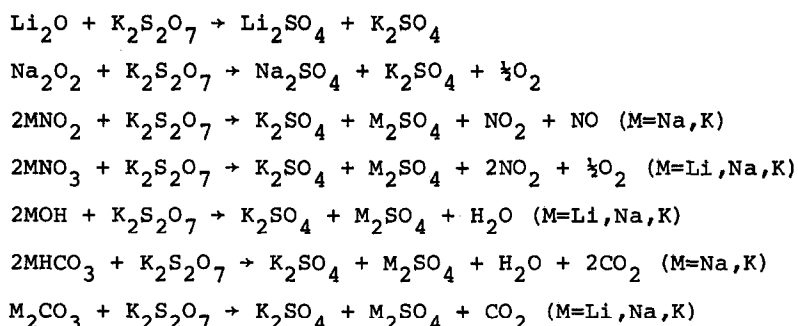 Li₂O + K₂S₂O₇ → Li₂SO₄ + K₂SO₄
Na₂O₂ + K₂S₂O₇ → Na₂SO₄ + K₂SO₄ + ½O₂
2MNO₂ + K₂S₂O₇ → K₂SO₄ + M₂SO₄ + NO₂ + NO (M=Na,K)
2MNO₃ + K₂S₂O₇ → K₂SO₄ + M₂SO₄ + 2NO₂ + ½O₂ (M=Li,Na,K)
2MOH + K₂S₂O₇ → K₂SO₄ + M₂SO₄ + H₂O (M=Li,Na,K)
2MHCO₃ + K₂S₂O₇ → K₂SO₄ + M₂SO₄ + H₂O + 2CO₂ (M=Na,K)
M₂CO₃ + K₂S₂O₇ → K₂SO₄ + M₂SO₄ + CO₂ (M=Li,Na,K)